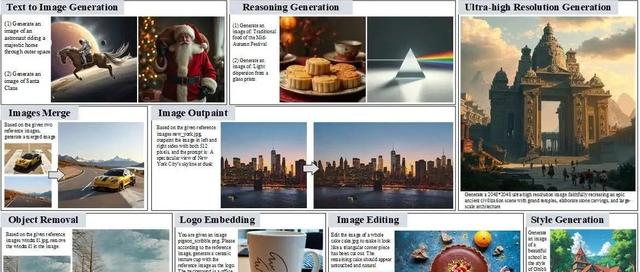 Text to Image Generation
(1) Generate an
image of an
astronaut riding a
majestic horse
through outer space
(2) Generate an
image of Santa
Claus
Reasoning Generation
(1) Generate an
image of: Traditional
food of the Mid-
Autumn Festival
(2) Generate an
image of: Light
dispersion from a
glass prism
Ultra-high Resolution Generation
Generate a 2048*2048 ultra-high resolution image faithfully recreating an epic
ancient civilization scene with grand temples, elaborate stone carvings, and large-
scale architecture
Images Merge
Based on the given two
reference images,
generate a merged image
Image Outpaint
Based on the given reference
images new_york.jpg,
outpaint the image in left and
right sides with both 512
pixels, and the prompt is: A
spectacular view of New
York City's skyline at dusk
Object Removal
Based on the given reference
images windmill.jpg, remove
the windmill in the image
Logo Embedding
You are given an image
pigeon_scribble.png. Please
according to the reference
image, generate a ceramic
texture cup with the
reference image as the logo.
Image Editing
Edit the image of a whole
cake cake.jpg to make it look
like a triangular corner piece
has been cut out. The
remaining cake should appear
untouched and natural
Style Generation
Generate
an image
of a
beautiful
school in
the style
of Ghibli